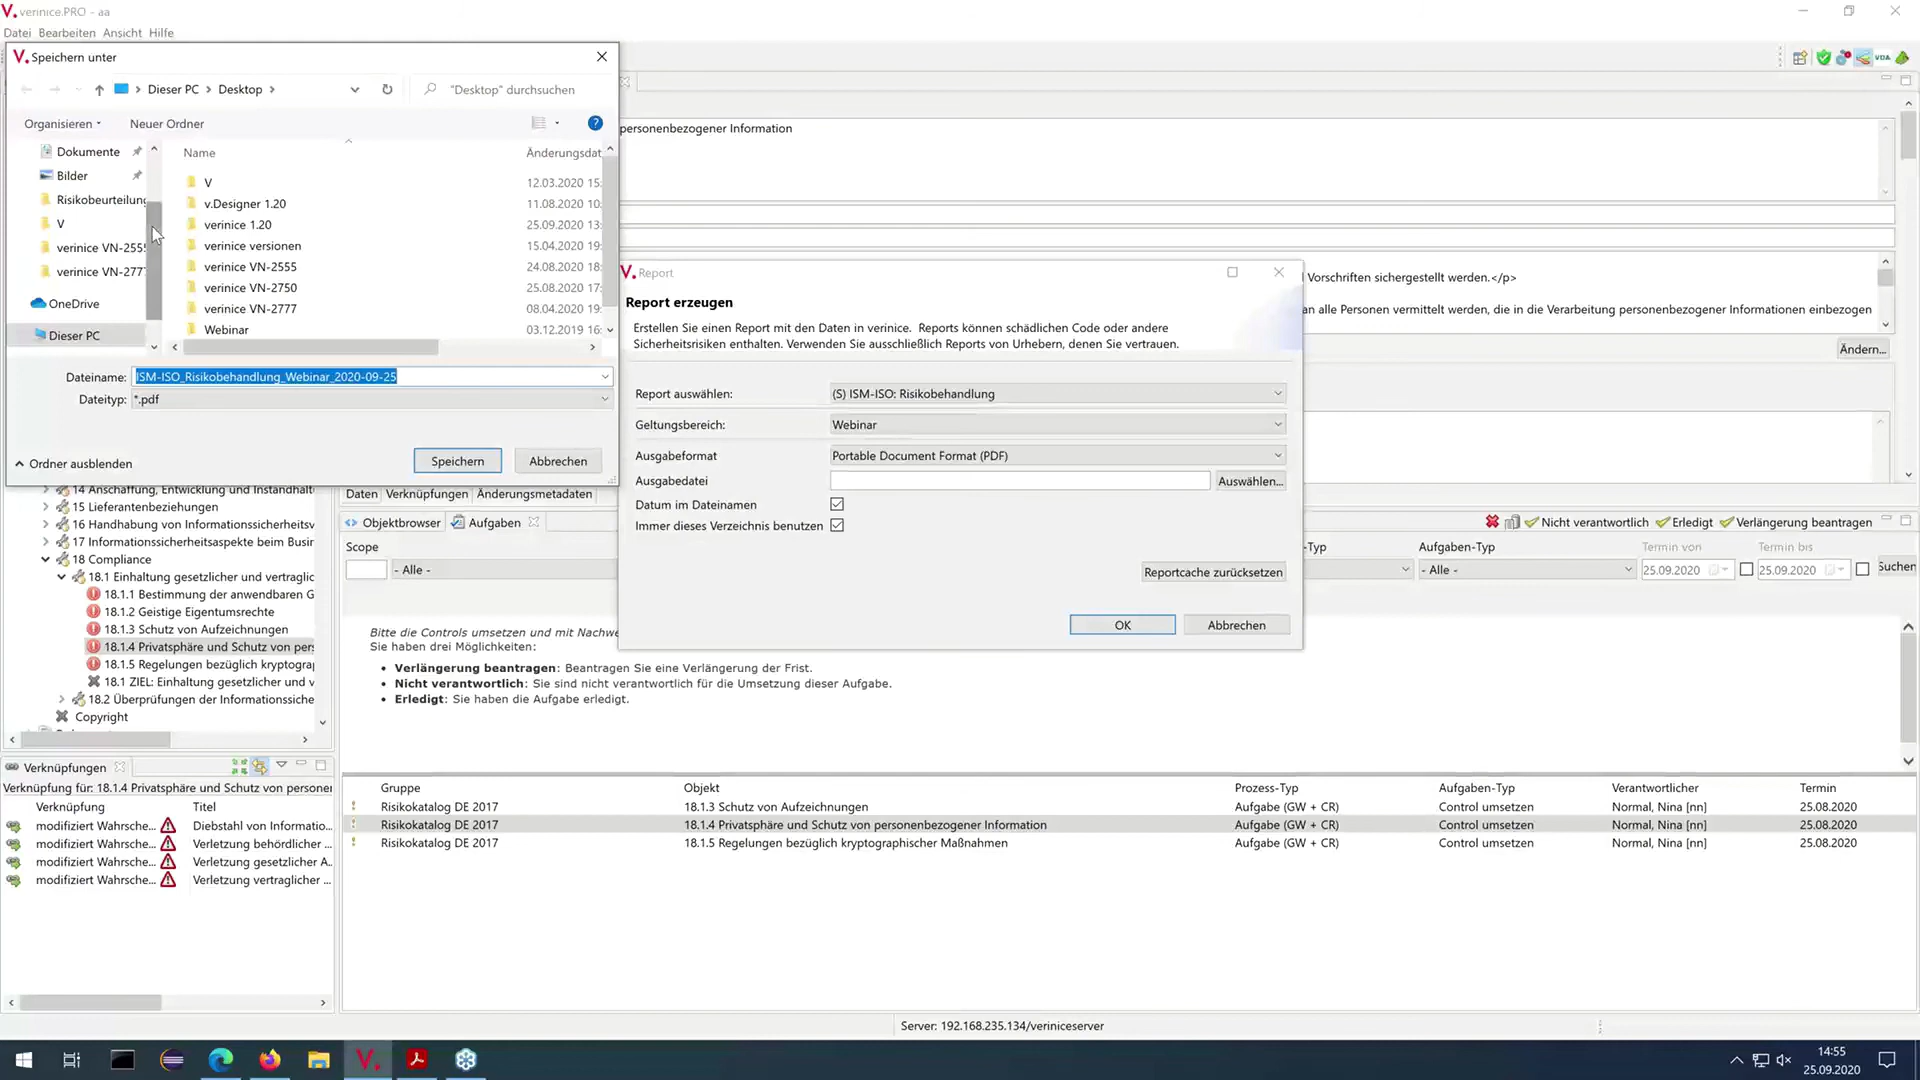 verinice.PRO - aa
Datei Bearbeiten Ansicht Hilfe
Speichern unter
Dieser PC Desktop
"Desktop" durchsuchen
Organisieren
Neuer Ordner
Name
Änderungsdat
Dokumente
Bilder
Risikobeurteilung
V
verinice VN-2555
verinice VN-2777
OneDrive
Dieser PC
V 12.03.2020 15:
v.Designer 1.20 11.08.2020 10:
verinice 1.20 25.09.2020 13:
verinice versionen 15.04.2020 19:
verinice VN-2555 24.08.2020 18:
verinice VN-2750 25.08.2020 17:
verinice VN-2777 08.04.2020
Webinar 03.12.2019 16:
Dateiname: ISM-ISO_Risikobehandlung_Webinar_2020-09-25
Dateityp: *.pdf
Ordner ausblenden
Speichern
Abbrechen
VDA
personenbezogener Information
Vorschriften sichergestellt werden.</p>
an alle Personen vermittelt werden, die in die Verarbeitung personenbezogener Informationen einbezogen
Ändern...
Report
Report erzeugen
Erstellen Sie einen Report mit den Daten in verinice. Reports können schädlichen Code oder andere
Sicherheitsrisiken enthalten. Verwenden Sie ausschließlich Reports von Urhebern, denen Sie vertrauen.
Report auswählen: (S) ISM-ISO: Risikobehandlung
Geltungsbereich: Webinar
Ausgabeformat Portable Document Format (PDF)
Ausgabedatei Auswählen...
Datum im Dateinamen
Immer dieses Verzeichnis benutzen
Reportcache zurücksetzen
OK
Abbrechen
14 Anschaffung, Entwicklung und Instandhalt
15 Lieferantenbeziehungen
16 Handhabung von Informationssicherheitsv
17 Informationssicherheitsaspekte beim Busir
18 Compliance
18.1 Einhaltung gesetzlicher und vertraglic
18.1.1 Bestimmung der anwendbaren G
18.1.2 Geistige Eigentumsrechte
18.1.3 Schutz von Aufzeichnungen
18.1.4 Privatsphäre und Schutz von pers
18.1.5 Regelungen bezüglich kryptogra
18.1 ZIEL: Einhaltung gesetzlicher und v
18.2 Überprüfungen der Informationssiche
Copyright
Daten Verknüpfungen Änderungsmetadaten
Objektbrowser Aufgaben
Nicht verantwortlich Erledigt Verlängerung beantragen
Scope
-Typ
Aufgaben-Typ
Termin von
Termin bis
- Alle -
- Alle -
25.09.2020
25.09.2020
Suchen
Bitte die Controls umsetzen und mit Nachwe
Sie haben drei Möglichkeiten:
Verlängerung beantragen: Beantragen Sie eine Verlängerung der Frist.
Nicht verantwortlich: Sie sind nicht verantwortlich für die Umsetzung dieser Aufgabe.
Erledigt: Sie haben die Aufgabe erledigt.
Verknüpfungen
Verknüpfung für: 18.1.4 Privatsphäre und Schutz von personer
Verknüpfung Titel
modifiziert Wahrsche... Diebstahl von Informatio...
modifiziert Wahrsche... Verletzung behördlicher ...
modifiziert Wahrsche... Verletzung gesetzlicher A...
modifiziert Wahrsche... Verletzung vertraglicher ...
Gruppe Objekt Prozess-Typ Aufgaben-Typ Verantwortlicher Termin
Risikokatalog DE 2017 18.1.3 Schutz von Aufzeichnungen Aufgabe (GW + CR) Control umsetzen Normal, Nina [nn] 25.08.2020
Risikokatalog DE 2017 18.1.4 Privatsphäre und Schutz von personenbezogener Information Aufgabe (GW + CR) Control umsetzen Normal, Nina [nn] 25.08.2020
Risikokatalog DE 2017 18.1.5 Regelungen bezüglich kryptographischer Maßnahmen Aufgabe (GW + CR) Control umsetzen Normal, Nina [nn] 25.08.2020
Server: 192.168.235.134/veriniceserver
14:55
25.09.2020